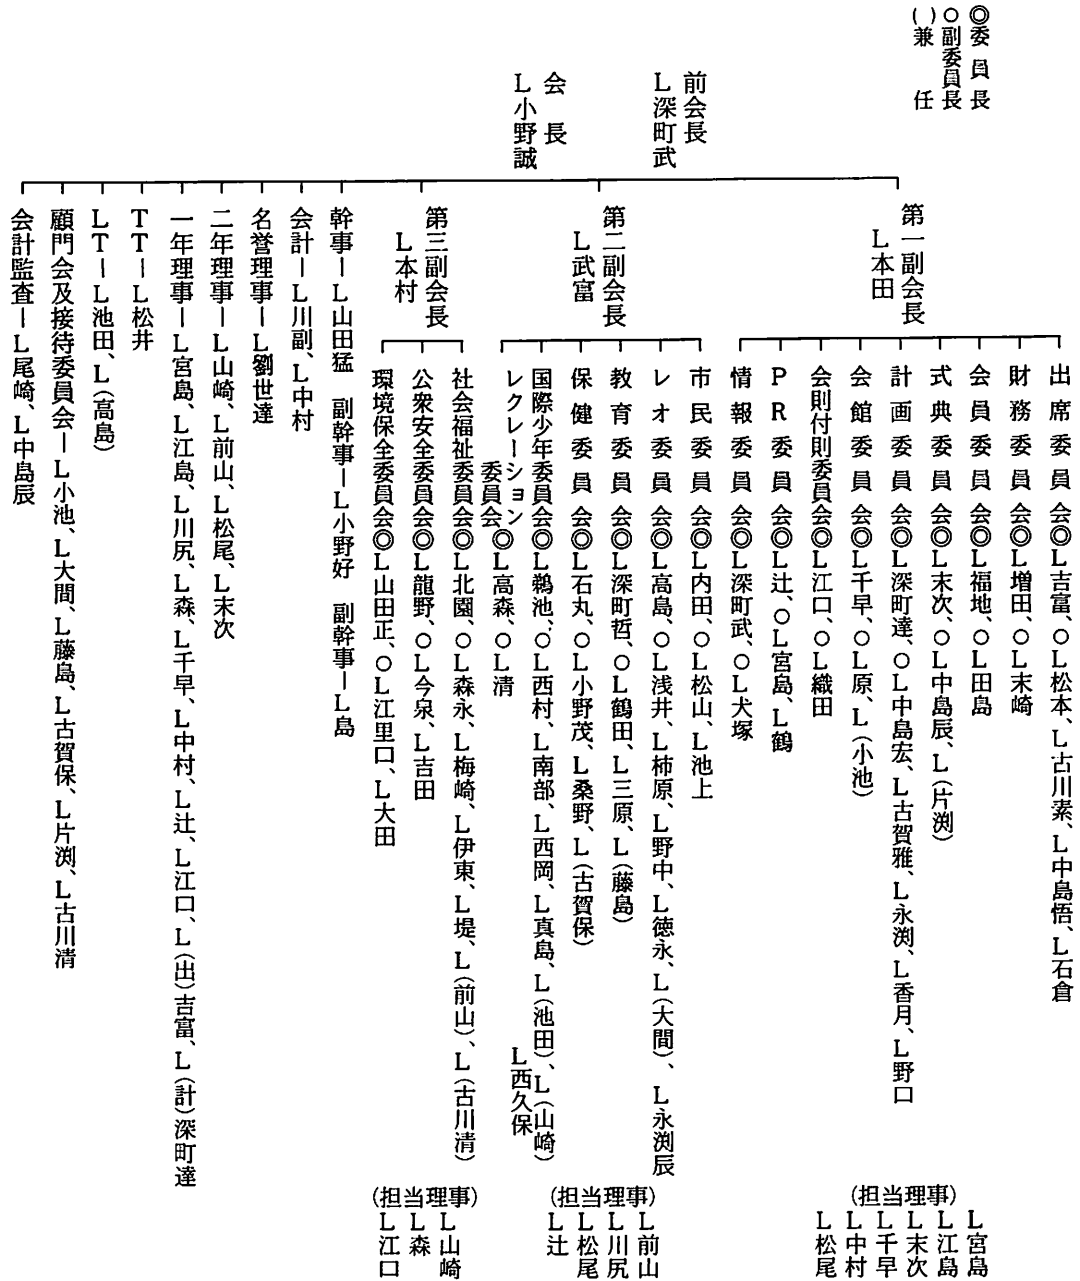 ◎委員長
○副委員長
( )兼任
前会長
L深町武
会長
L小野誠
第一副会長
L本田
出席委員会◎L吉富、○L松本、L古川素、L中島悟、L石倉
財務委員会◎L増田、○L末崎
会員委員会◎L福地、○L田島
式典委員会◎L末次、○L中島辰、L(片渕)
計画委員会◎L深町達、○L中島宏、L古賀雅、L永渕、L香月、L野口
会館委員会◎L千早、○L原、L(小池)
会則付則委員会◎L江口、○L織田
PR委員会◎L辻、○L宮島、L鶴
情報委員会◎L深町武、○L犬塚
(担当理事)
L宮島
L江島
L末次
L千早
L中村
L松尾
第二副会長
L武富
市民委員会◎L内田、○L松山、L池上
レオ委員会◎L高島、○L浅井、L柿原、L野中、L徳永、L(大間)、L永渕辰
教育委員会◎L深町哲、○L鶴田、L三原、L(藤島)
保健委員会◎L石丸、○L小野茂、L桑野、L(古賀保)
国際少年委員会◎L鵜池、○L西村、L南部、L西岡、L真島、L(池田)、L(山崎)
L西久保
レクレーション委員会◎L高森、○L清
(担当理事)
L前山
L川尻
L松尾
L辻
第三副会長
L本村
社会福祉委員会◎L北園、○L森永、L梅崎、L伊東、L堤、L(前山)、L(古川清)
公衆安全委員会◎L龍野、○L今泉、L吉田
環境保全委員会◎L山田正、○L江里口、L大田
(担当理事)
L山崎
L森
L江口
幹事ーL山田猛 副幹事ーL小野好 副幹事ーL島
会計ーL川副、L中村
名誉理事ーL劉世達
二年理事ーL山崎、L前山、L松尾、L末次
一年理事ーL宮島、L江島、L川尻、L森、L千早、L中村、L辻、L江口、L(出)吉富、L(計)深町達
TTーL松井
LTーL池田、L(高島)
顧問会及接待委員会ーL小池、L大間、L藤島、L古賀保、L片渕、L古川清
会計監査ーL尾崎、L中島辰